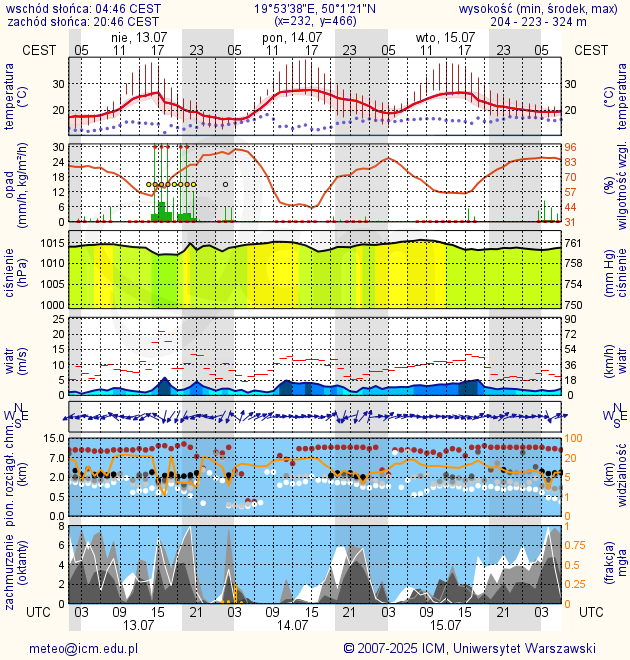 wschód słońca: 04:46 CEST 19°53'38"E, 50°1'21"N wysokość (min, środek, max)
zachód słońca: 20:46 CEST (x=232, y=466) 204 - 223 - 324 m
nie, 13.07 pon, 14.07 wto, 15.07
CEST 05 11 17 23 05 11 17 23 05 11 17 23 05 CEST
temperatura
(°C)
30
20
30
20
temperatura
(°C)
opad
(mm/h, kg/m²/h)
30
24
18
12
6
0
96
83
70
57
44
31
(%)
wilgotność wzgl.
ciśnienie
(hPa)
1015
1010
1005
1000
761
758
754
750
(mm Hg)
ciśnienie
wiatr
(m/s)
25
20
15
10
5
0
90
72
54
36
18
0
(km/h)
wiatr
N
W E
S
N
W E
S
pion. rozciągł. chm.
(km)
15.0
7.0
2.0
0.5
0.0
100
20
5
1
0
(km)
widzialność
zachmurzenie
(oktanty)
8
6
4
2
0
1
0.75
0.5
0.25
0
(frakcja)
mgła
UTC 03 09 15 21 03 09 15 21 03 09 15 21 03 UTC
13.07 14.07 15.07
meteo@icm.edu.pl © 2007-2025 ICM, Uniwersytet Warszawski